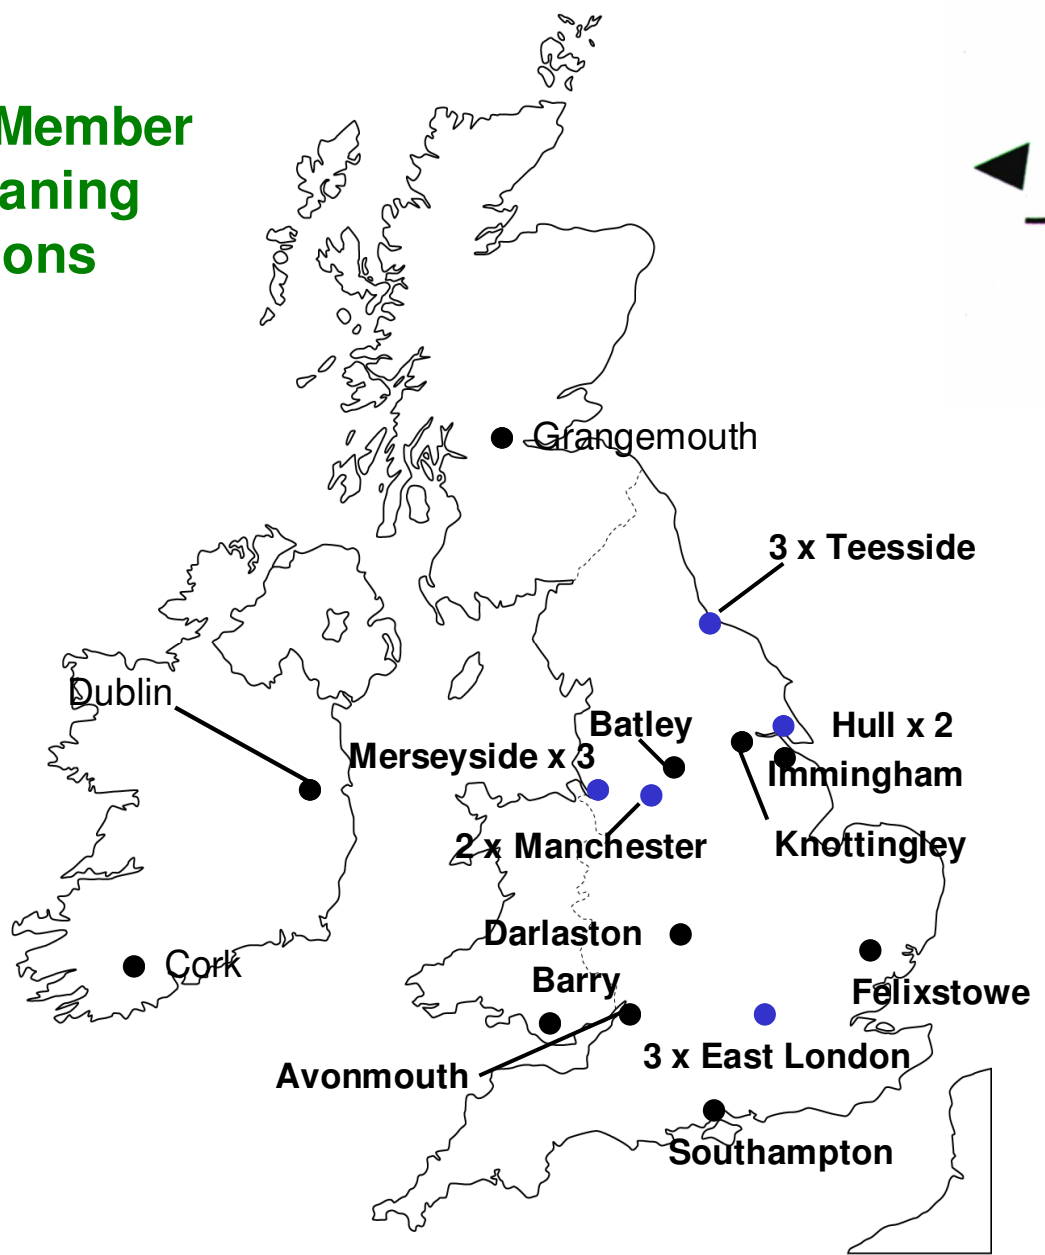 Member
aning
ons
Grangemouth
3 x Teesside
Dublin
Batley
Hull x 2
Merseyside x 3
Immingham
2 x Manchester
Knottingley
Darlaston
Cork
Barry
Felixstowe
3 x East London
Avonmouth
Southampton